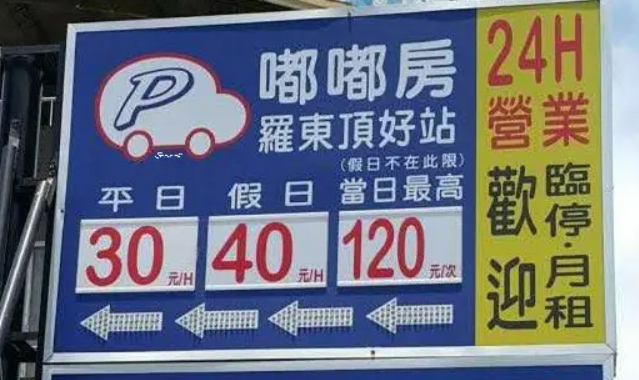 P
嘟嘟房
羅東頂好站
(假日不在此限)
平日 假日 當日最高
30元/H 40元/H 120元/次
24H
營業
歡迎
臨停·月租